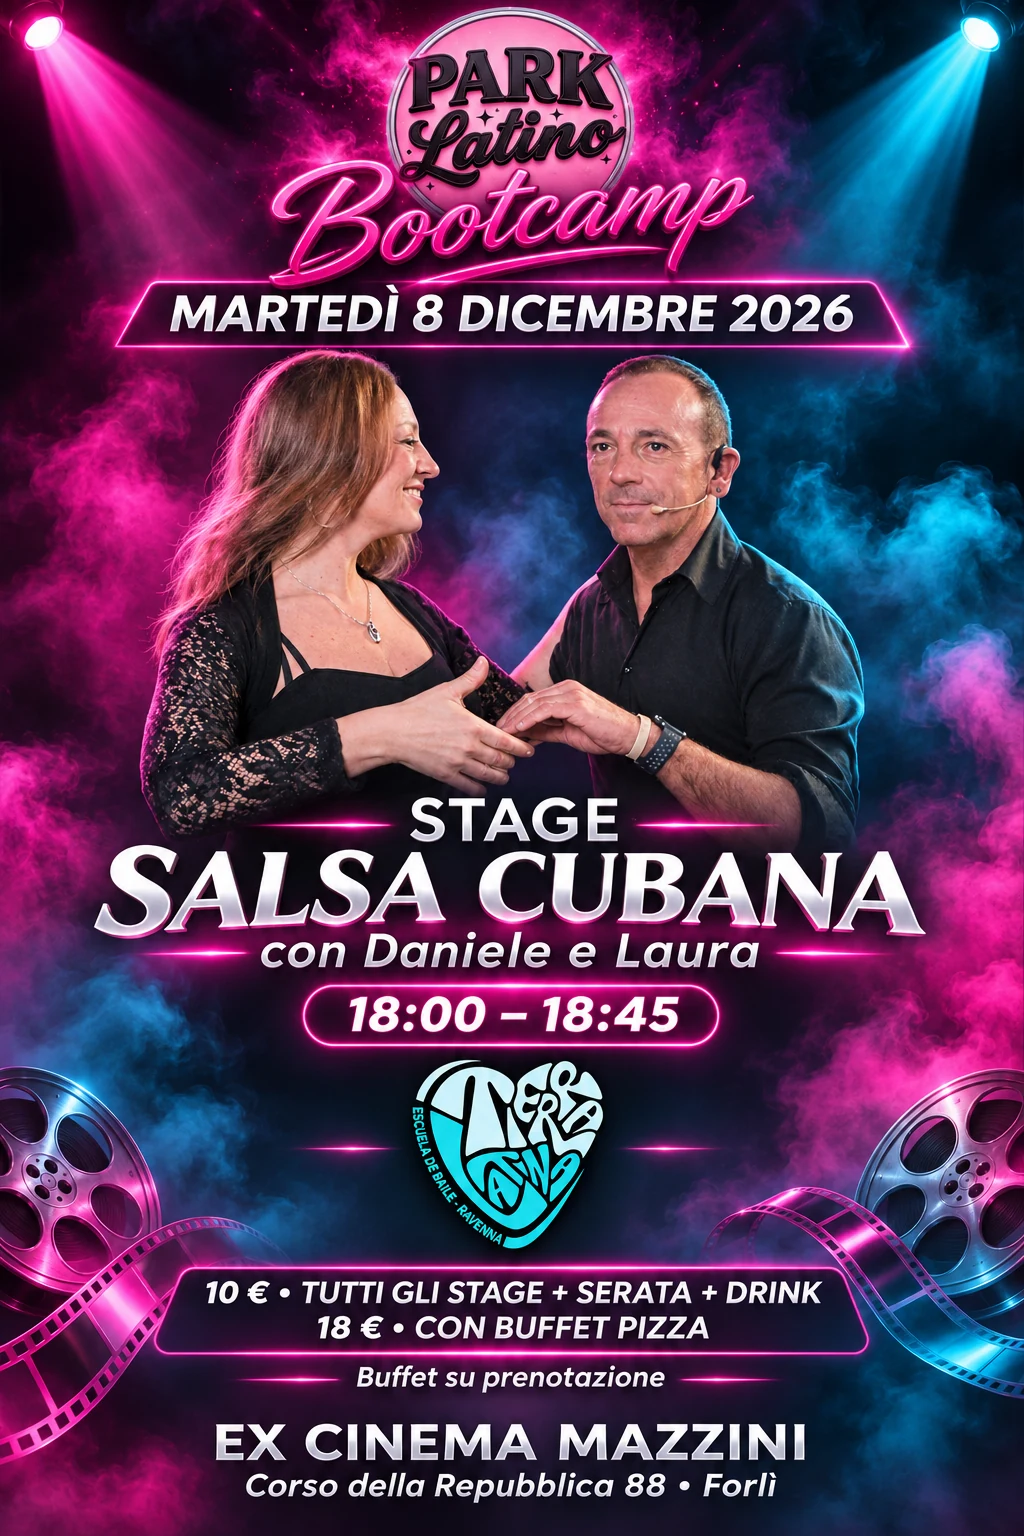 PARK
Latino
Bootcamp
MARTEDÌ 8 DICEMBRE 2026
STAGE
SALSA CUBANA
con Daniele e Laura
18:00 – 18:45
TIERRA
LATINA
ESCUELA DE BAILE - RAVENNA
10 € • TUTTI GLI STAGE + SERATA + DRINK
18 € • CON BUFFET PIZZA
Buffet su prenotazione
EX CINEMA MAZZINI
Corso della Repubblica 88 • Forlì